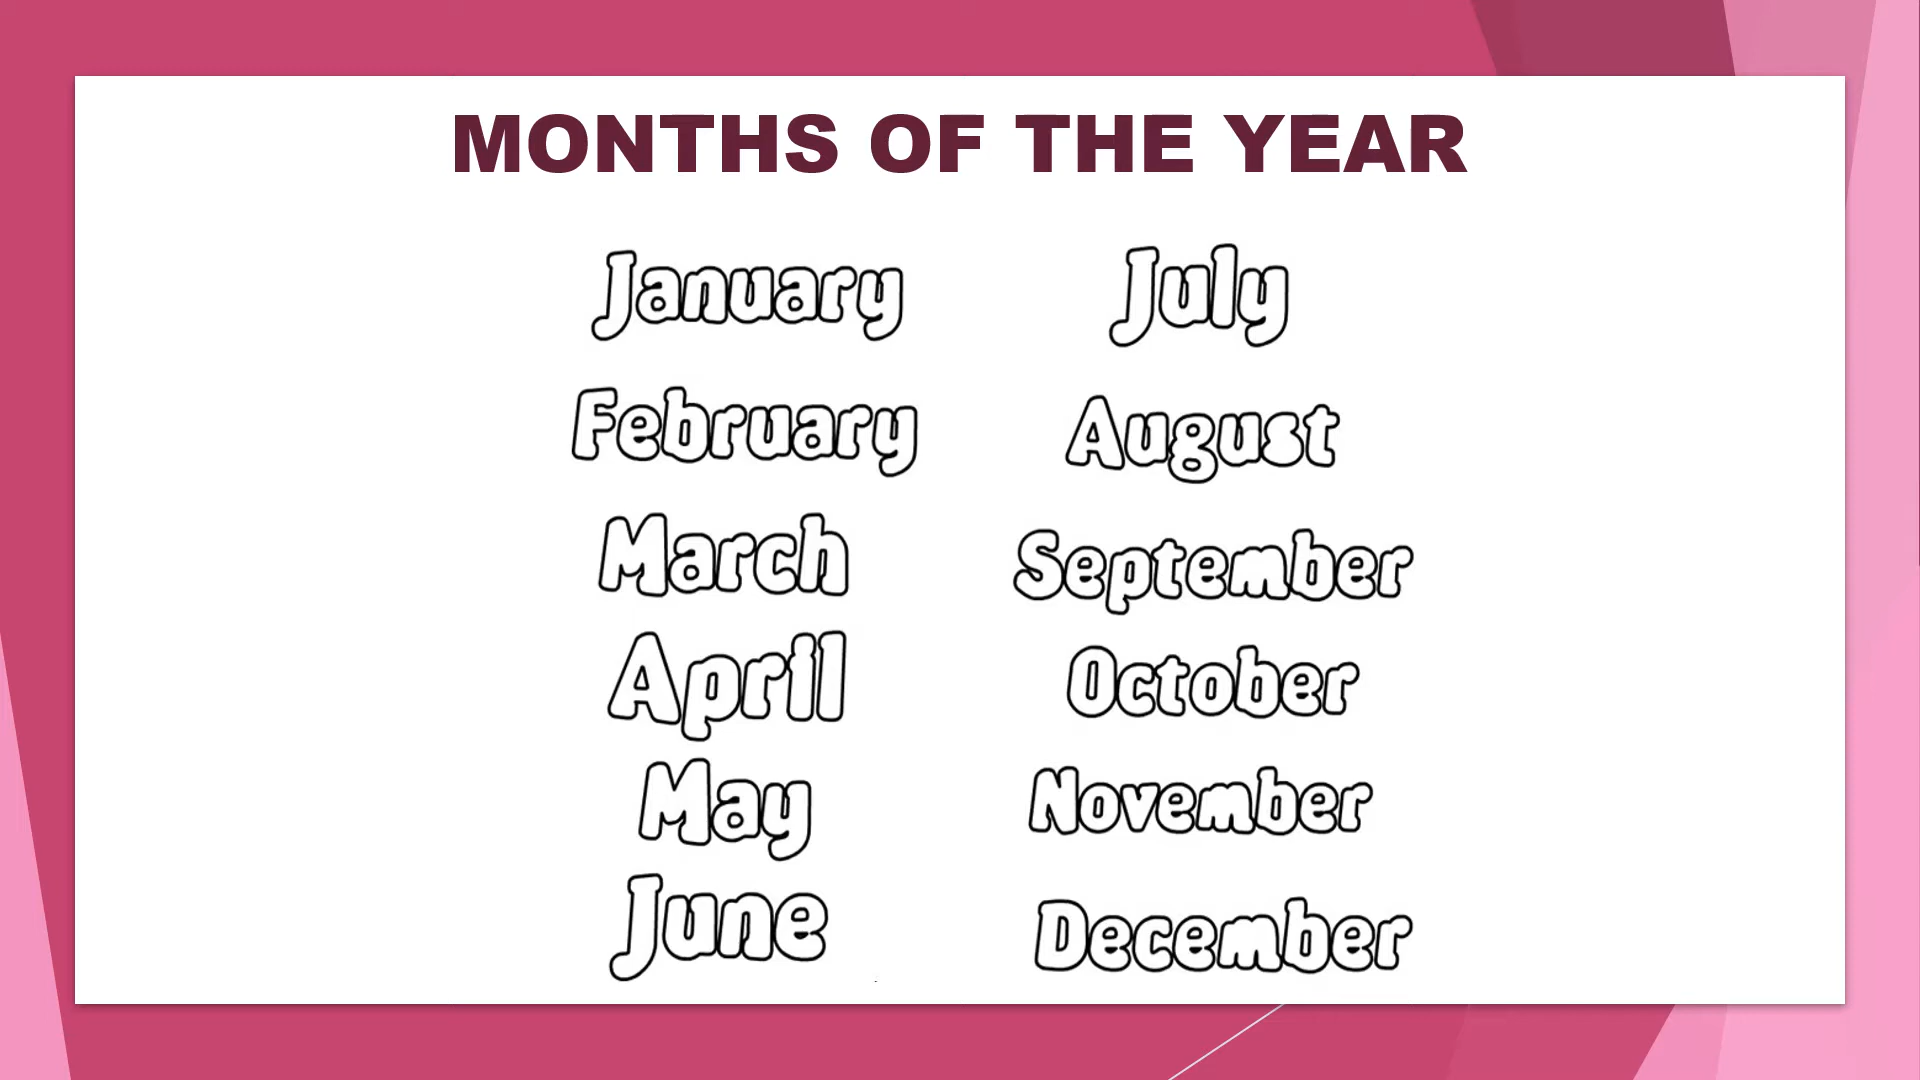 MONTHS OF THE YEAR
January
February
March
April
May
June
July
August
September
October
November
December